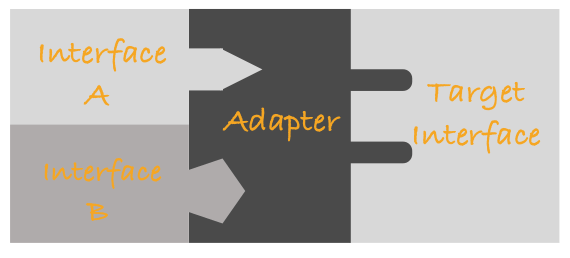 Interface
A
Interface
B
Adapter
Target
Interface